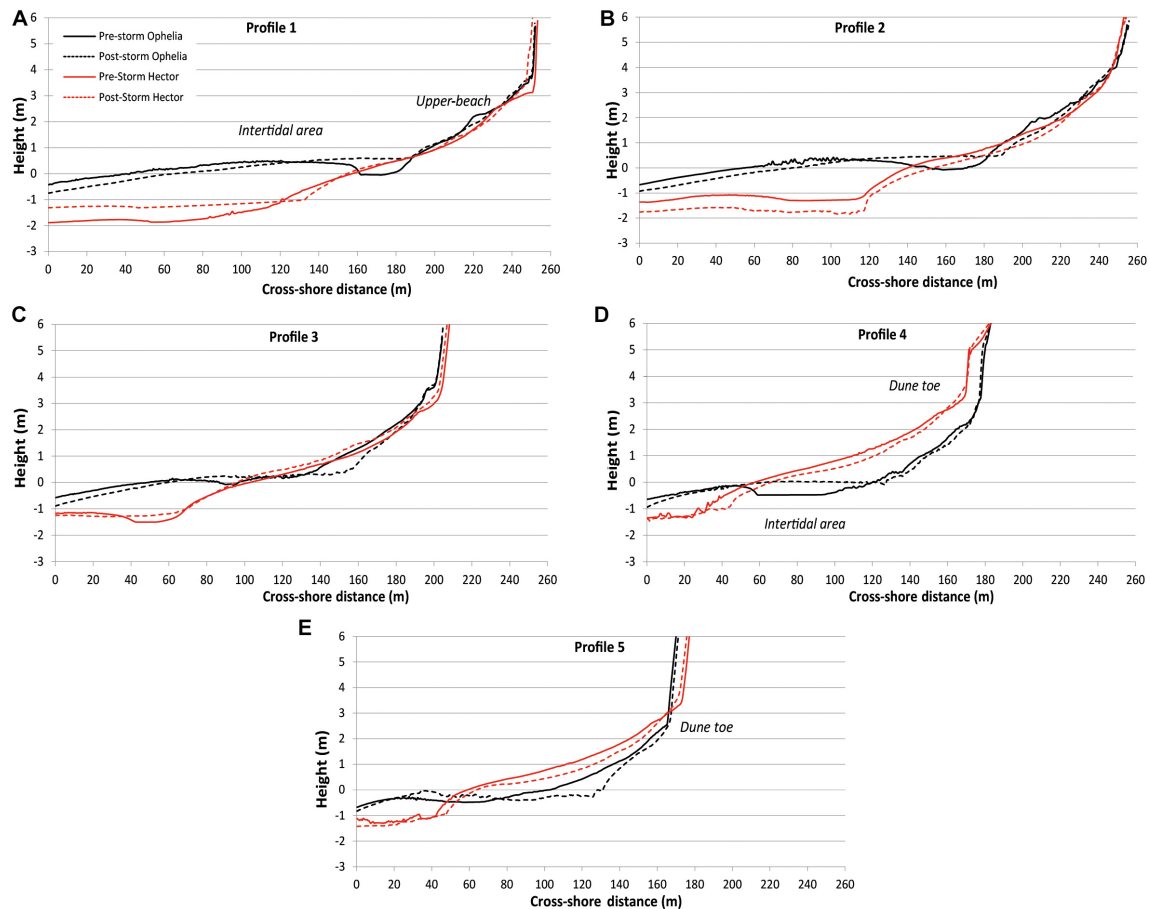 A
Profile 1
Pre-storm Ophelia
Post-storm Ophelia
Pre-Storm Hector
Post-Storm Hector
Upper-beach
Intertidal area
Height (m)
6
5
4
3
2
1
0
-1
-2
-3
0 20 40 60 80 100 120 140 160 180 200 220 240 260
Cross-shore distance (m)
B
Profile 2
Height (m)
6
5
4
3
2
1
0
-1
-2
-3
0 20 40 60 80 100 120 140 160 180 200 220 240 260
Cross-shore distance (m)
C
Profile 3
Height (m)
6
5
4
3
2
1
0
-1
-2
-3
0 20 40 60 80 100 120 140 160 180 200 220 240 260
Cross-shore distance (m)
D
Profile 4
Dune toe
Intertidal area
Height (m)
6
5
4
3
2
1
0
-1
-2
-3
0 20 40 60 80 100 120 140 160 180 200 220 240 260
Cross-shore distance (m)
E
Profile 5
Dune toe
Height (m)
6
5
4
3
2
1
0
-1
-2
-3
0 20 40 60 80 100 120 140 160 180 200 220 240 260
Cross-shore distance (m)